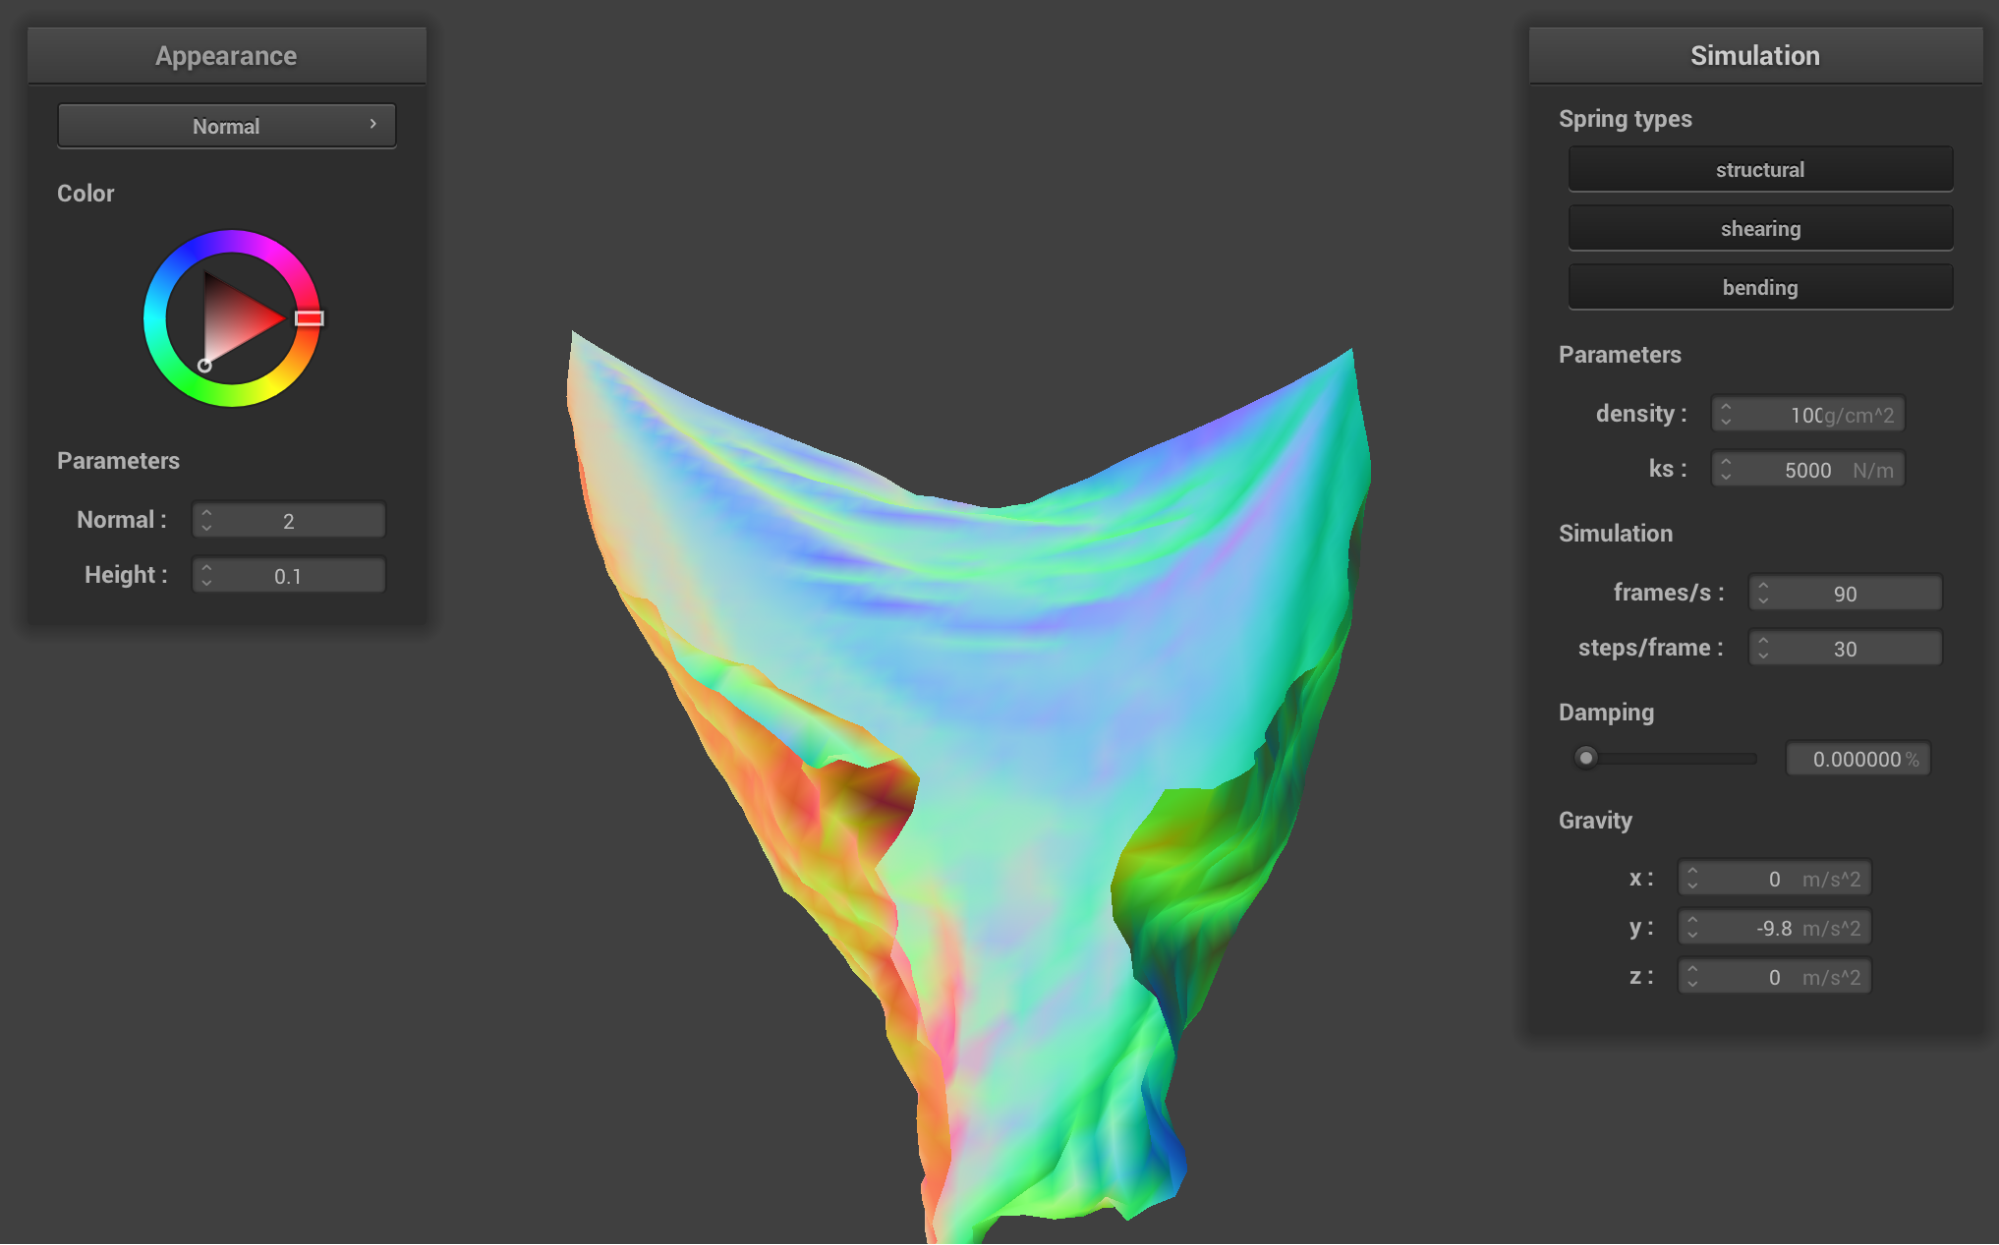 Appearance
Normal
Color
Parameters
Normal : 2
Height : 0.1
Simulation
Spring types
structural
shearing
bending
Parameters
density : 100 g/cm^2
ks : 5000 N/m
Simulation
frames/s : 90
steps/frame : 30
Damping
0.000000 %
Gravity
x : 0 m/s^2
y : -9.8 m/s^2
z : 0 m/s^2